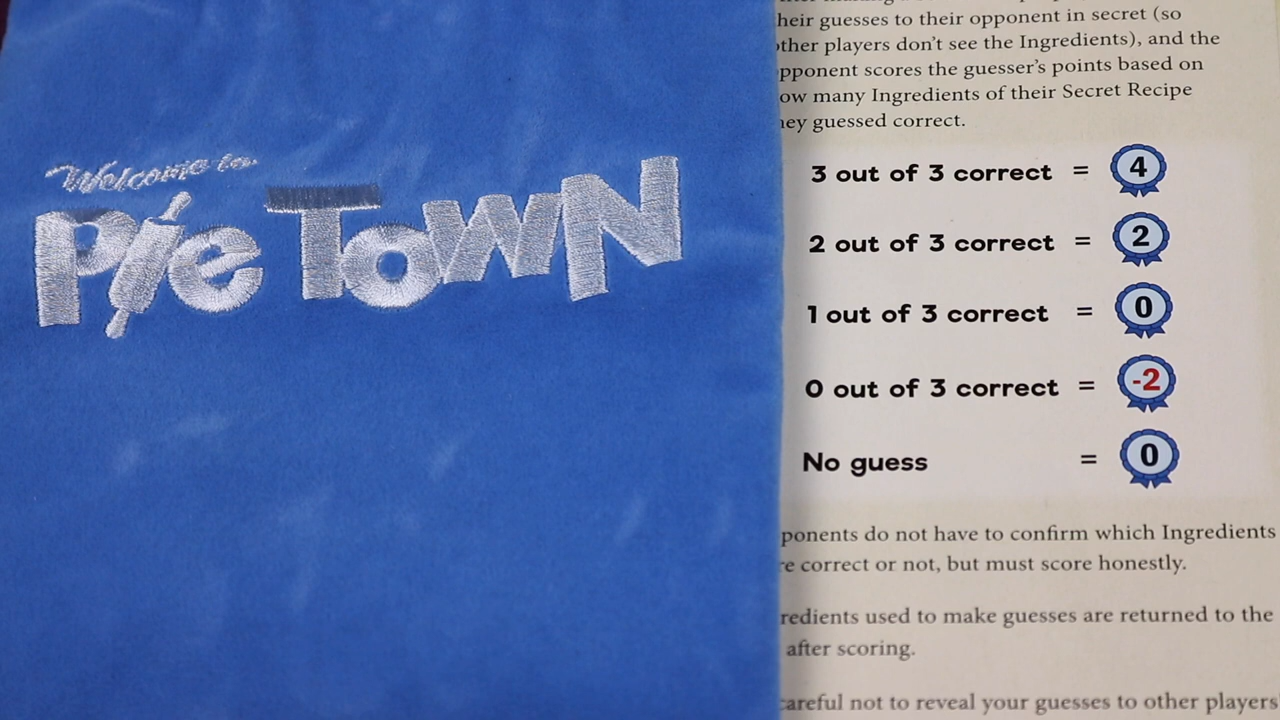 Welcome to
Pie Town
heir guesses to their opponent in secret (so
ther players don't see the Ingredients), and the
pponent scores the guesser's points based on
ow many Ingredients of their Secret Recipe
hey guessed correct.
3 out of 3 correct = 4
2 out of 3 correct = 2
1 out of 3 correct = 0
0 out of 3 correct = -2
No guess = 0
ponents do not have to confirm which Ingredients
re correct or not, but must score honestly.
redients used to make guesses are returned to the
after scoring.
careful not to reveal your guesses to other players